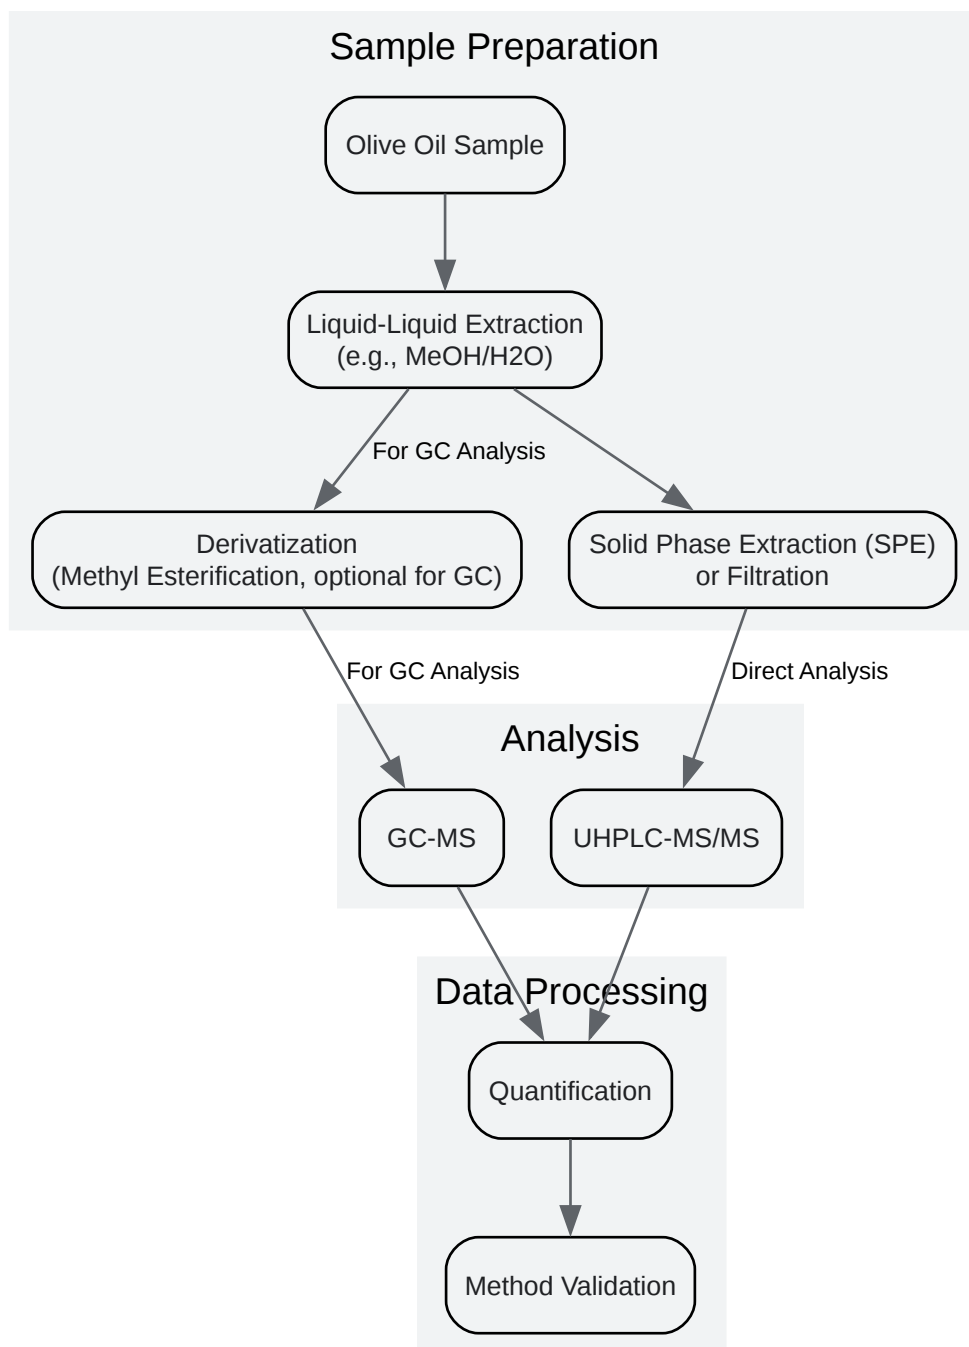 Sample Preparation
Olive Oil Sample
Liquid-Liquid Extraction
(e.g., MeOH/H2O)
For GC Analysis
Derivatization
(Methyl Esterification, optional for GC)
Solid Phase Extraction (SPE)
or Filtration
For GC Analysis
Direct Analysis
Analysis
GC-MS
UHPLC-MS/MS
Data Processing
Quantification
Method Validation